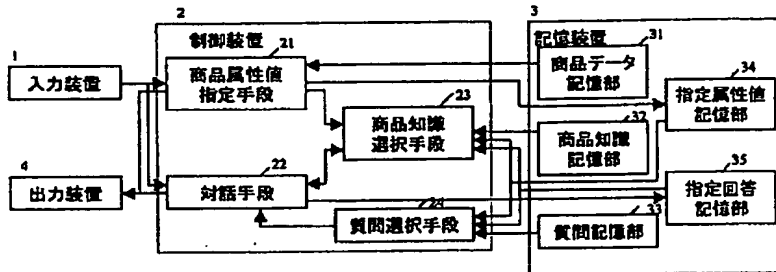 1
入力装置
4
出力装置
2
制御装置
21
商品属性値
指定手段
23
商品知識
選択手段
22
対話手段
24
質問選択手段
3
記憶装置
31
商品データ
記憶部
32
商品知識
記憶部
33
質問記憶部
34
指定属性値
記憶部
35
指定回答
記憶部